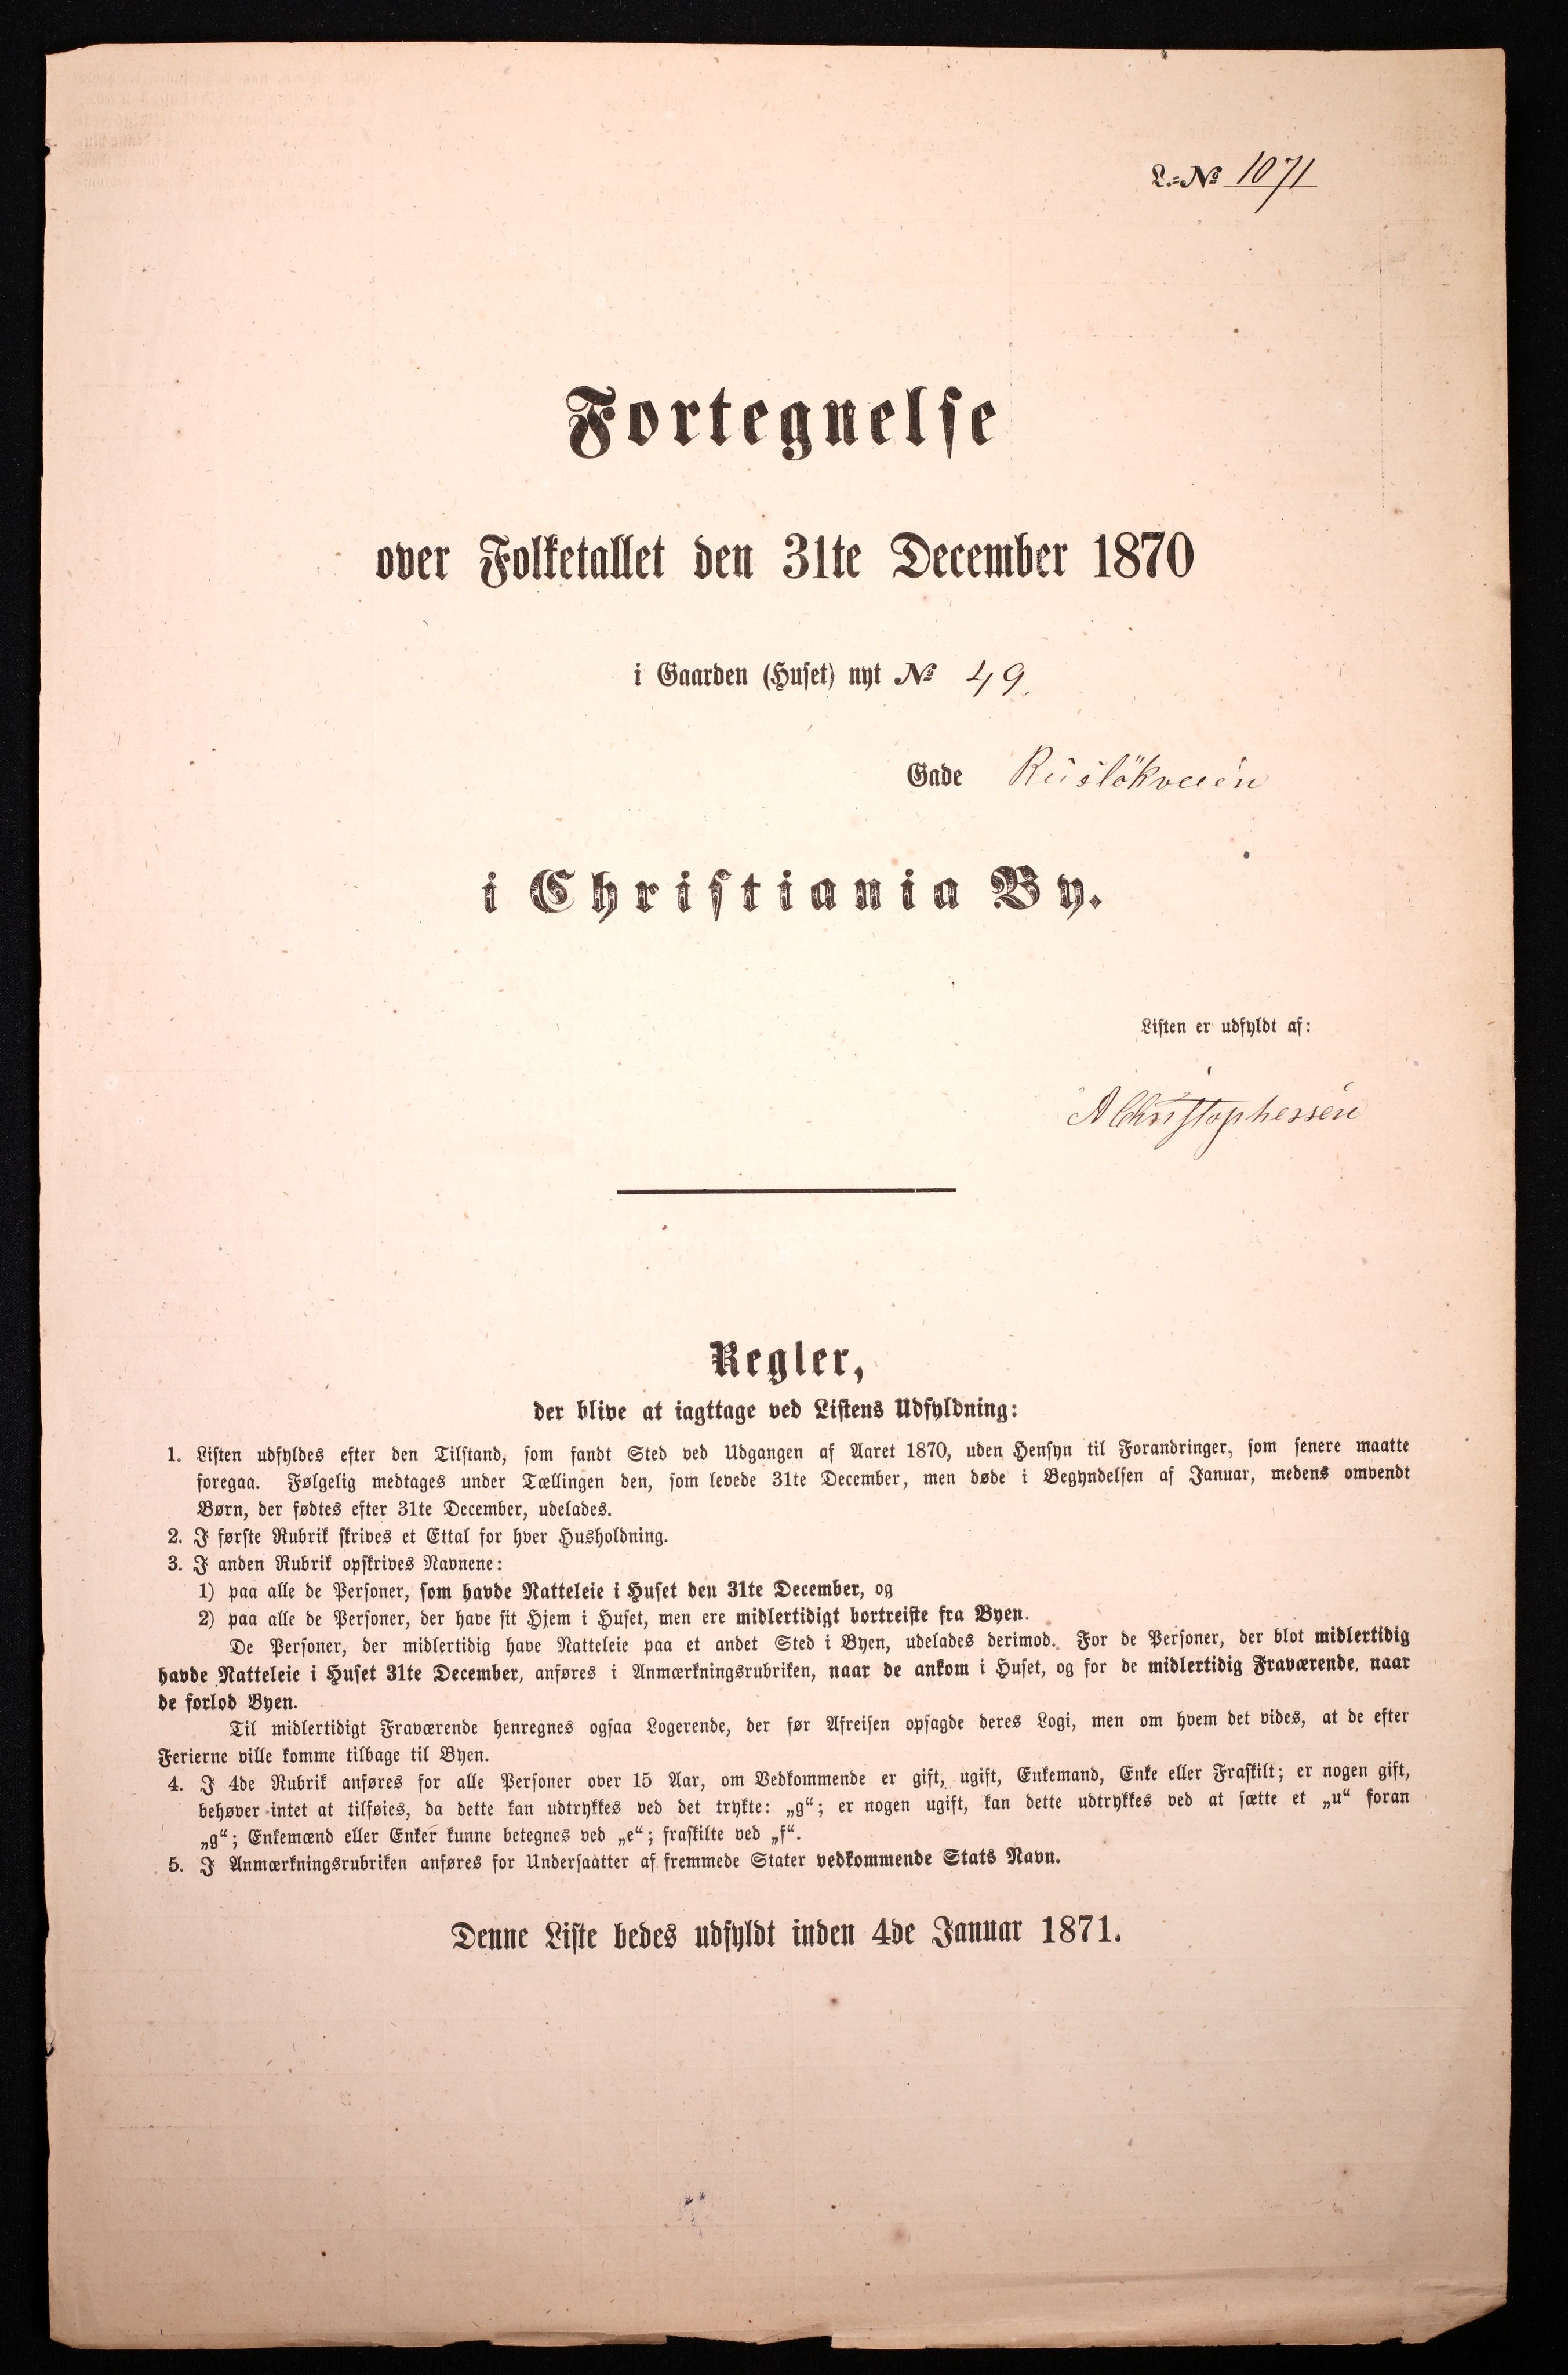 L.=№ 1071
Fortegnelse
over Folketallet den 31te December 1870
i Gaarden (Huset) nyt № 49.
Gade Rusløkveien
i Christiania By.
Listen er udfyldt af:
A Christophersen
Regler,
der blive at iagttage ved Listens Udfyldning:
1. Listen udfyldes efter den Tilstand, som fandt Sted ved Udgangen af Aaret 1870, uden Hensyn til Forandringer, som senere maatte
foregaa. Følgelig medtages under Tællingen den, som levede 31te December, men døde i Begyndelsen af Januar, medens omvendt
Børn, der fødtes efter 31te December, udelades.
2. I første Rubrik skrives et Ettal for hver Husholdning.
3. I anden Rubrik opskrives Navnene:
1) paa alle de Personer, som havde Natteleie i Huset den 31te December, og
2) paa alle de Personer, der have sit Hjem i Huset, men ere midlertidigt bortreiste fra Byen.
De Personer, der midlertidig have Natteleie paa et andet Sted i Byen, udelades derimod. For de Personer, der blot midlertidig
havde Natteleie i Huset 31te December, anføres i Anmærkningsrubriken, naar de ankom i Huset, og for de midlertidig Fraværende, naar
de forlod Byen.
Til midlertidigt Fraværende henregnes ogsaa Logerende, der før Afreisen opsagde deres Logi, men om hvem det vides, at de efter
Ferierne ville komme tilbage til Byen.
4. I 4de Rubrik anføres for alle Personer over 15 Aar, om Vedkommende er gift, ugift, Enkemand, Enke eller Fraskilt; er nogen gift,
behøver intet at tilføies, da dette kan udtrykkes ved det trykte: „g“; er nogen ugift, kan dette udtrykkes ved at sætte et „u“ foran
„g“; Enkemænd eller Enker kunne betegnes ved „e“; fraskilte ved „f“.
5. I Anmærkningsrubriken anføres for Undersaatter af fremmede Stater vedkommende Stats Navn.
Denne Liste bedes udfyldt inden 4de Januar 1871.